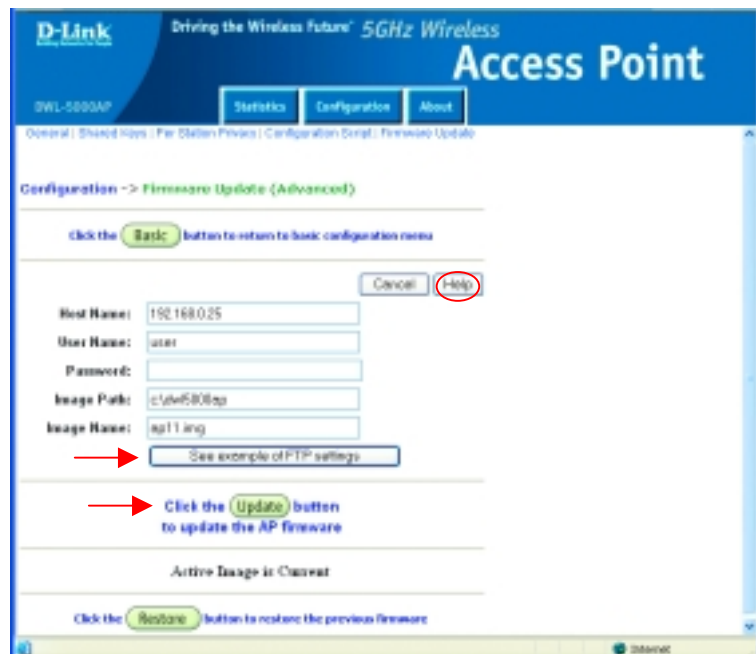 D-Link
Driving the Wireless Future" 5GHz Wireless
Access Point
DWL-5000AP
Statistics Configuration About
General | Shared Keys | Per Station Privacy | Configuration Script | Firmware Update
Configuration -> Firmware Update (Advanced)
Click the Basic button to return to basic configuration menu
Cancel Help
Host Name: 192.168.0.25
User Name: user
Password:
Image Path: c:\dwl5000ap
Image Name: ap11.img
See example of FTP settings
Click the Update button
to update the AP firmware
Active Image is Current
Click the Restore button to restore the previous firmware
Internet